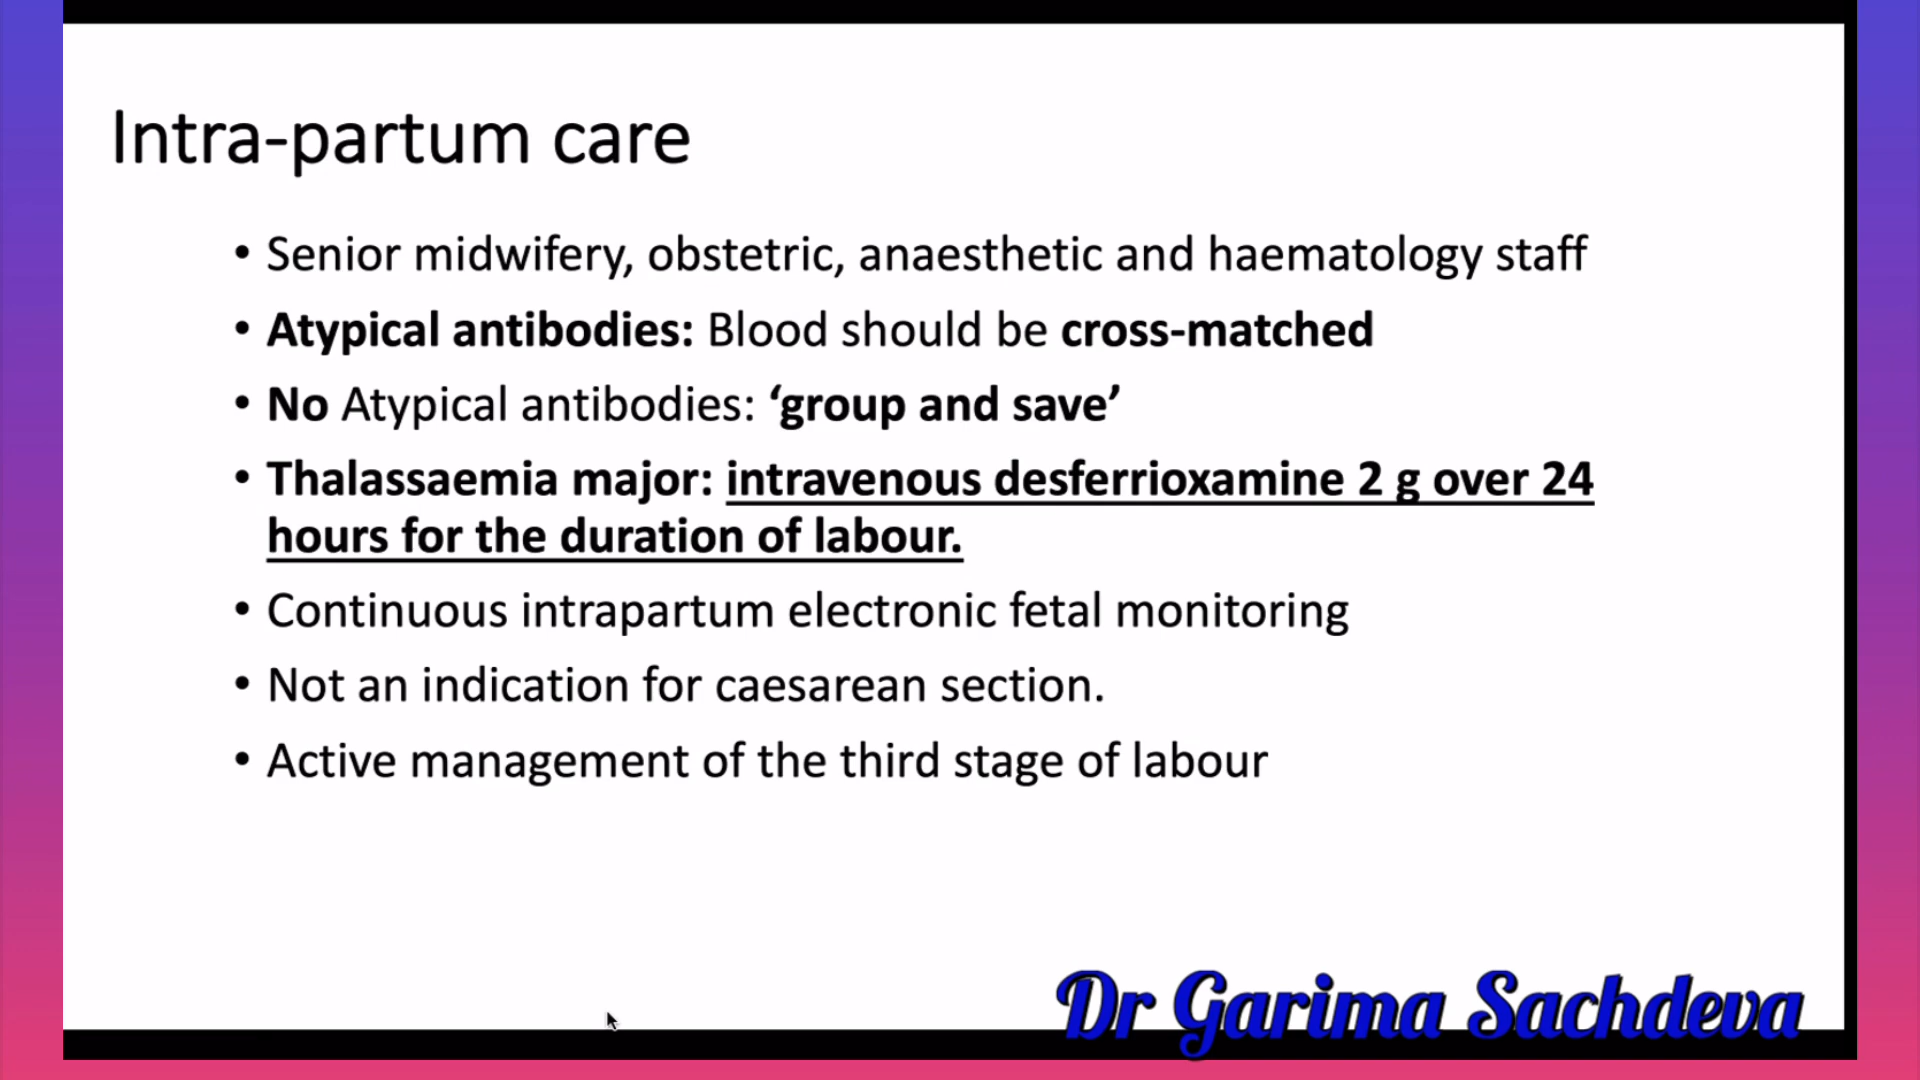 Intra-partum care
• Senior midwifery, obstetric, anaesthetic and haematology staff
• Atypical antibodies: Blood should be cross-matched
• No Atypical antibodies: ‘group and save’
• Thalassaemia major: intravenous desferrioxamine 2 g over 24
hours for the duration of labour.
• Continuous intrapartum electronic fetal monitoring
• Not an indication for caesarean section.
• Active management of the third stage of labour
Dr Garima Sachdeva